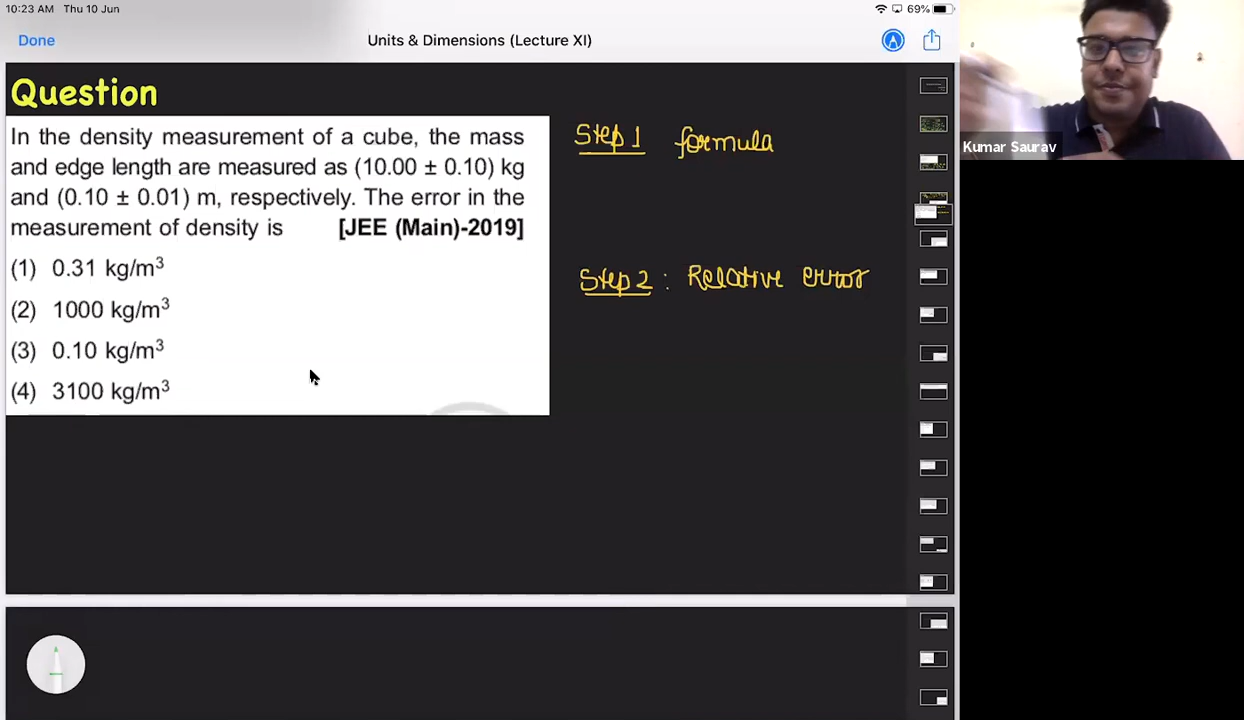 10:23 AM Thu 10 Jun
69%
Done
Units & Dimensions (Lecture XI)
Question
In the density measurement of a cube, the mass
and edge length are measured as (10.00 ± 0.10) kg
and (0.10 ± 0.01) m, respectively. The error in the
measurement of density is [JEE (Main)-2019]
(1) 0.31 kg/m³
(2) 1000 kg/m³
(3) 0.10 kg/m³
(4) 3100 kg/m³
Step 1 formula
Step 2 : Relative error
Kumar Saurav